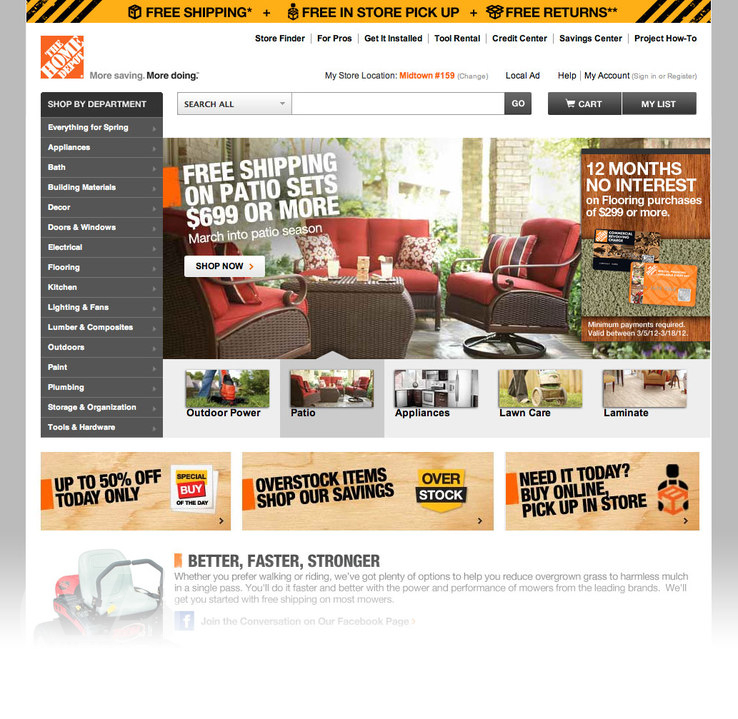 FREE SHIPPING* + FREE IN STORE PICK UP + FREE RETURNS**
Store Finder | For Pros | Get It Installed | Tool Rental | Credit Center | Savings Center | Project How-To
THE
HOME
DEPOT
More saving. More doing.
My Store Location: Midtown #159 (Change) Local Ad Help | My Account (Sign in or Register)
SHOP BY DEPARTMENT
SEARCH ALL
GO
CART
MY LIST
Everything for Spring
Appliances
Bath
Building Materials
Decor
Doors & Windows
Electrical
Flooring
Kitchen
Lighting & Fans
Lumber & Composites
Outdoors
Paint
Plumbing
Storage & Organization
Tools & Hardware
FREE SHIPPING
ON PATIO SETS
$699 OR MORE
March into patio season
SHOP NOW
12 MONTHS
NO INTEREST
on Flooring purchases
of $299 or more.
Minimum payments required.
Valid between 3/5/12-3/18/12.
Outdoor Power
Patio
Appliances
Lawn Care
Laminate
UP TO 50% OFF
TODAY ONLY
SPECIAL
BUY
OF THE DAY
OVERSTOCK ITEMS
SHOP OUR SAVINGS
OVER
STOCK
NEED IT TODAY?
BUY ONLINE,
PICK UP IN STORE
BETTER, FASTER, STRONGER
Whether you prefer walking or riding, we've got plenty of options to help you reduce overgrown grass to harmless mulch
in a single pass. You'll do it faster and better with the power and performance of mowers from the leading brands. We'll
get you started with free shipping on most mowers.
f
Join the Conversation on Our Facebook Page